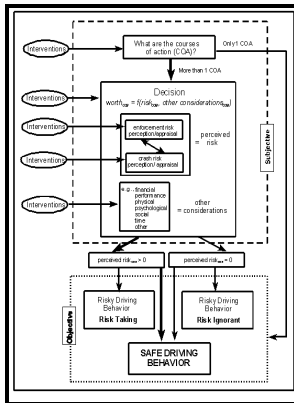 Interventions
What are the courses
of action (COA)?
Only 1 COA
More than 1 COA
Interventions
Decision
worth = f(risk, other considerations)
Interventions
enforcement risk
perception/appraisal
perceived
= risk
Interventions
crash risk
perception/appraisal
Subjective
Interventions
e.g., financial
performance
physical
psychological
social
time
other
other
= considerations
perceived risk > 0
perceived risk = 0
Objective
Risky Driving
Behavior
Risk Taking
Risky Driving
Behavior
Risk Ignorant
SAFE DRIVING
BEHAVIOR